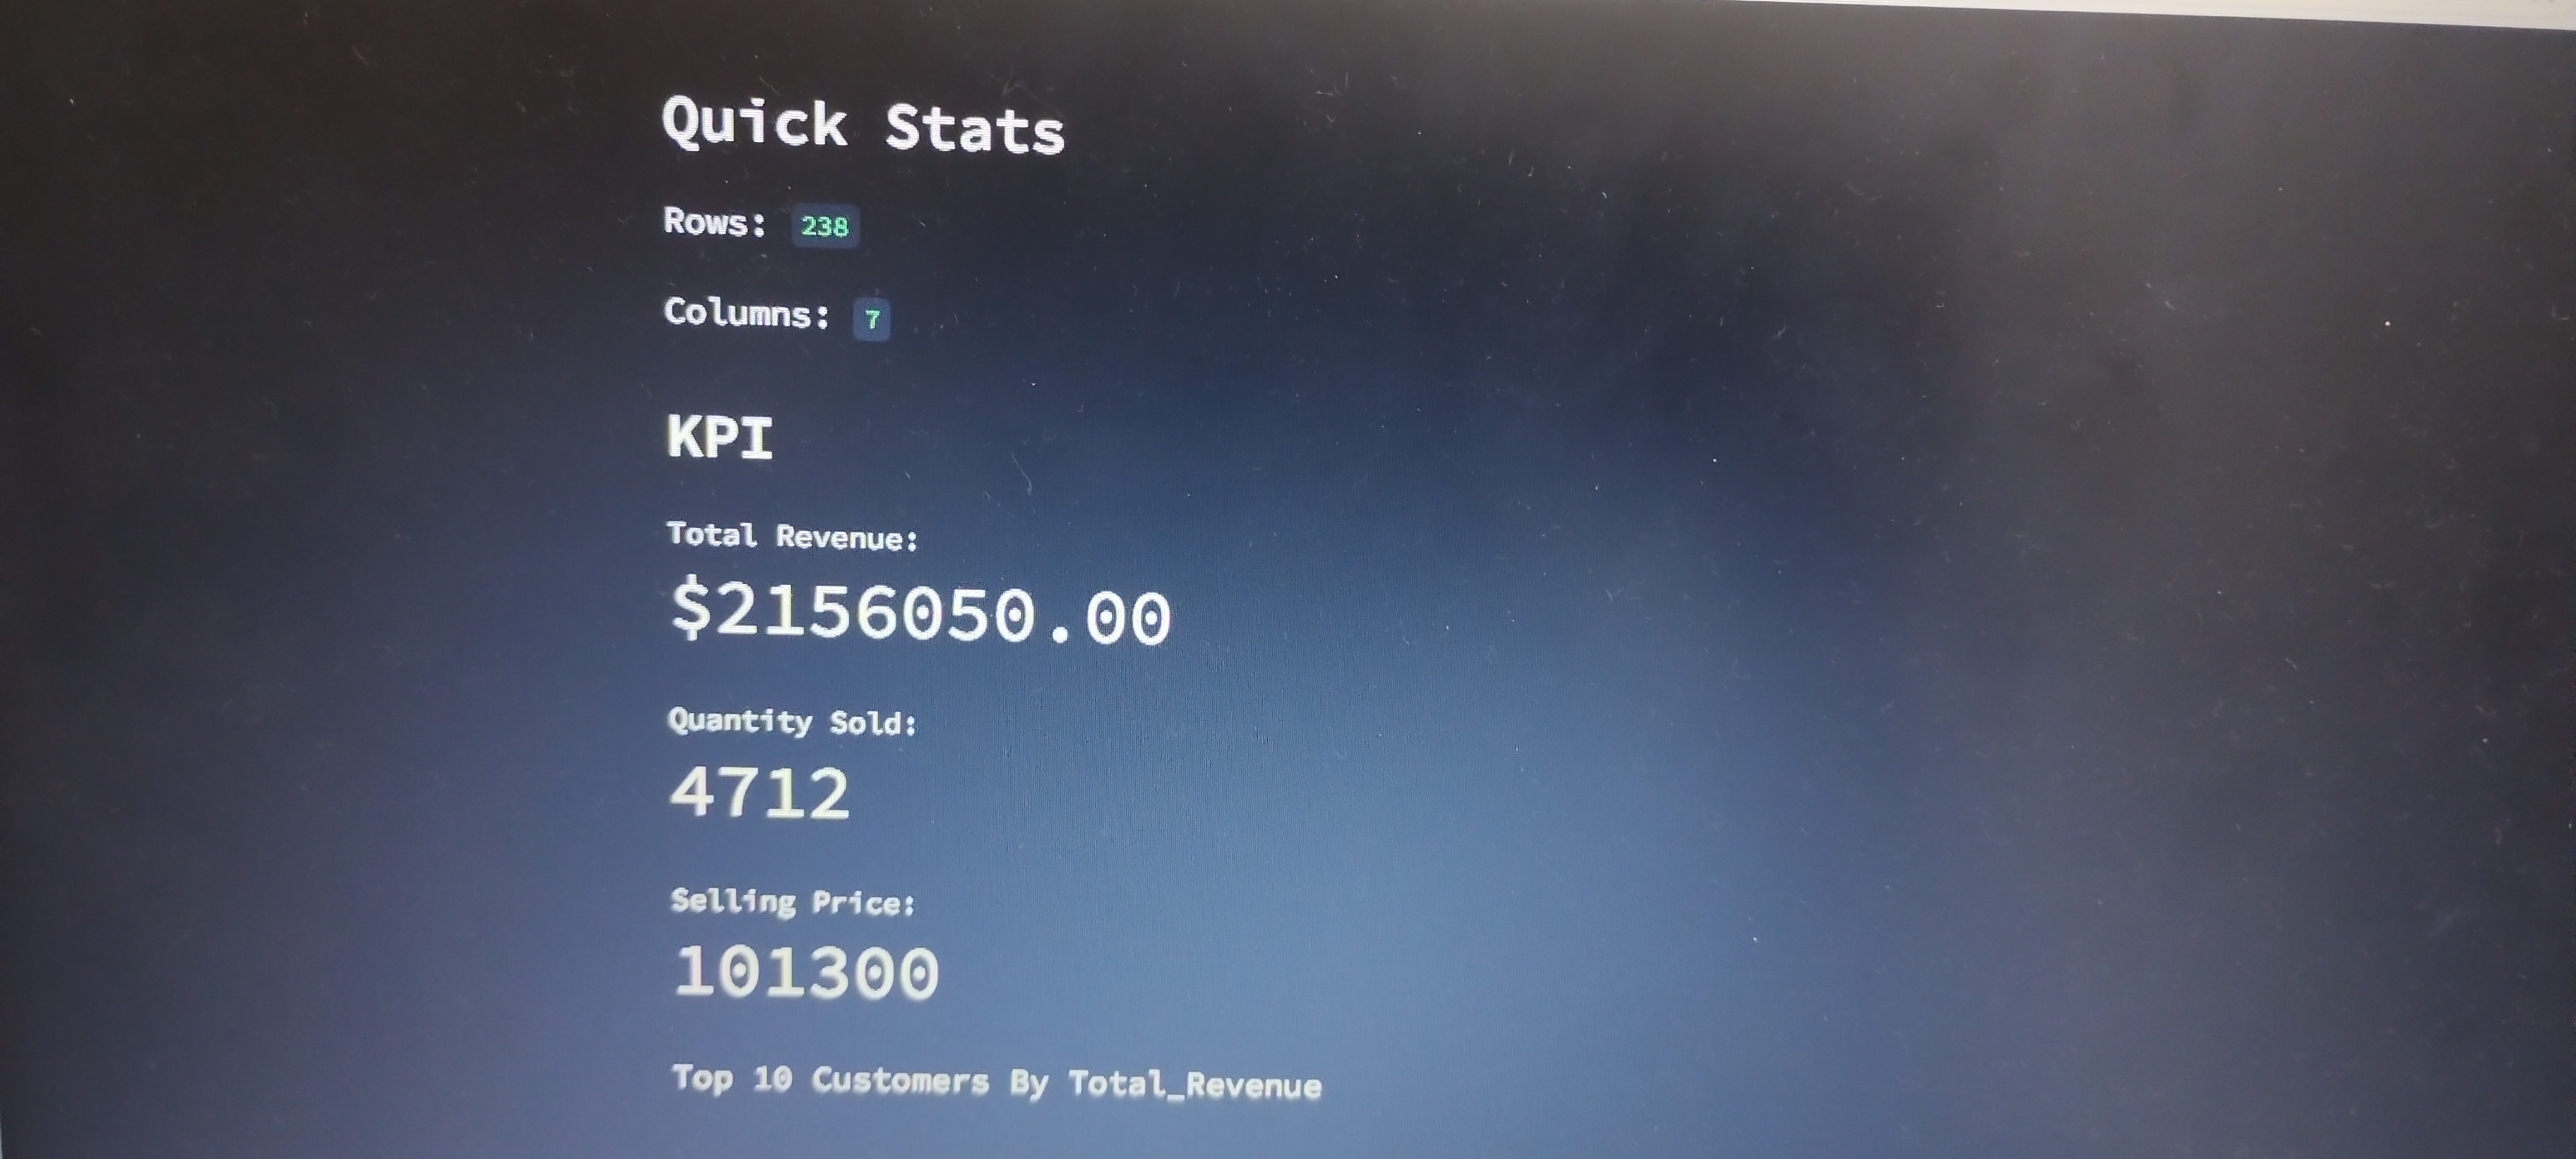 Quick Stats
Rows: 238
Columns: 7
KPI
Total Revenue:
$2156050.00
Quantity Sold:
4712
Selling Price:
101300
Top 10 Customers By Total_Revenue